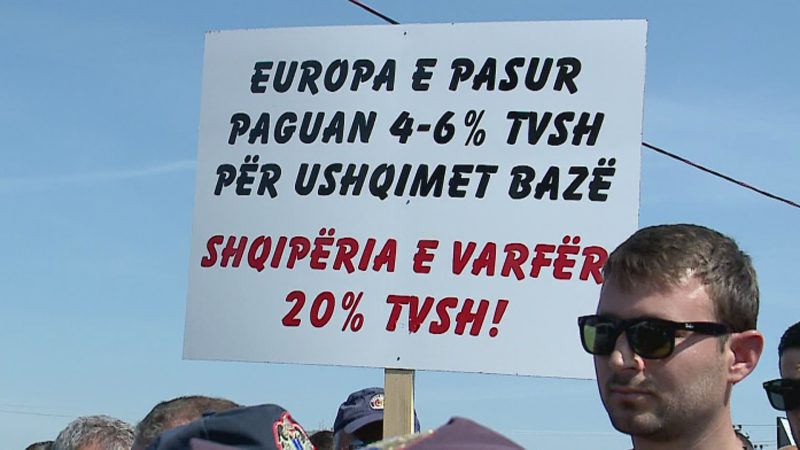 EUROPA E PASUR
PAGUAN 4-6% TVSH
PËR USHQIMET BAZË
SHQIPËRIA E VARFËR
20% TVSH!